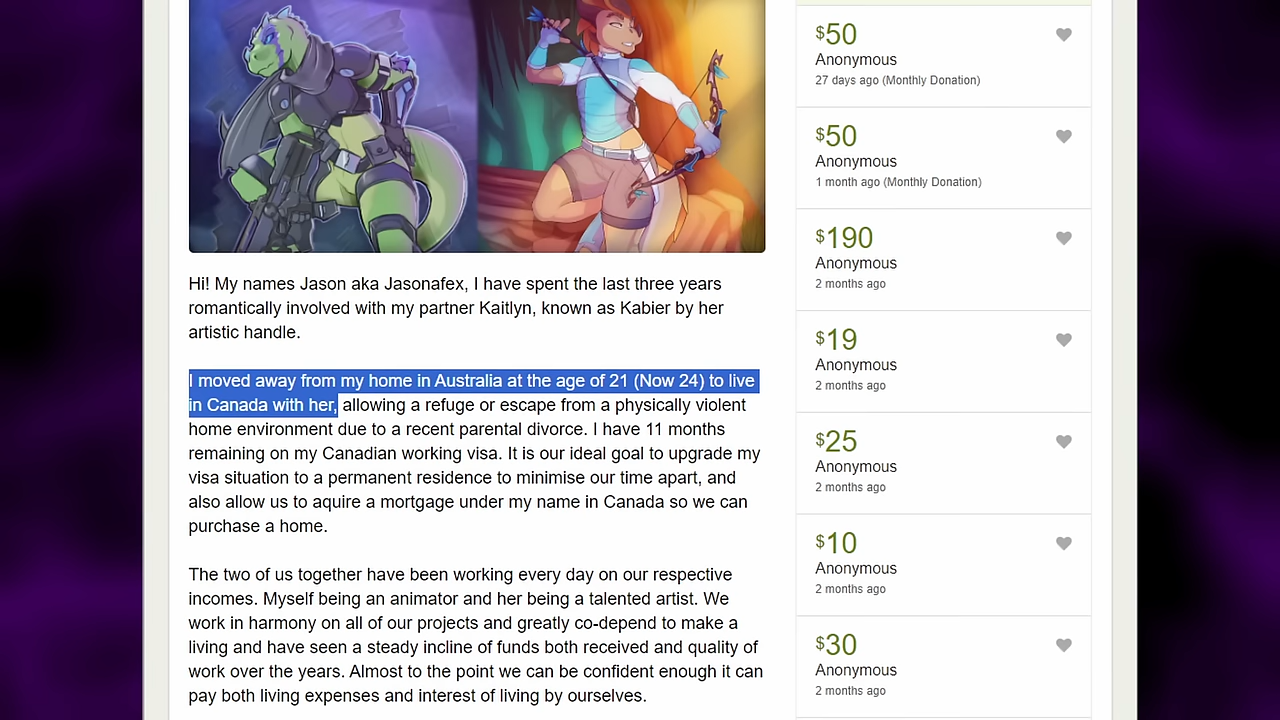 Hi! My names Jason aka Jasonafex, I have spent the last three years
romantically involved with my partner Kaitlyn, known as Kabier by her
artistic handle.
I moved away from my home in Australia at the age of 21 (Now 24) to live
in Canada with her, allowing a refuge or escape from a physically violent
home environment due to a recent parental divorce. I have 11 months
remaining on my Canadian working visa. It is our ideal goal to upgrade my
visa situation to a permanent residence to minimise our time apart, and
also allow us to aquire a mortgage under my name in Canada so we can
purchase a home.
The two of us together have been working every day on our respective
incomes. Myself being an animator and her being a talented artist. We
work in harmony on all of our projects and greatly co-depend to make a
living and have seen a steady incline of funds both received and quality of
work over the years. Almost to the point we can be confident enough it can
pay both living expenses and interest of living by ourselves.
$50
Anonymous
27 days ago (Monthly Donation)
$50
Anonymous
1 month ago (Monthly Donation)
$190
Anonymous
2 months ago
$19
Anonymous
2 months ago
$25
Anonymous
2 months ago
$10
Anonymous
2 months ago
$30
Anonymous
2 months ago